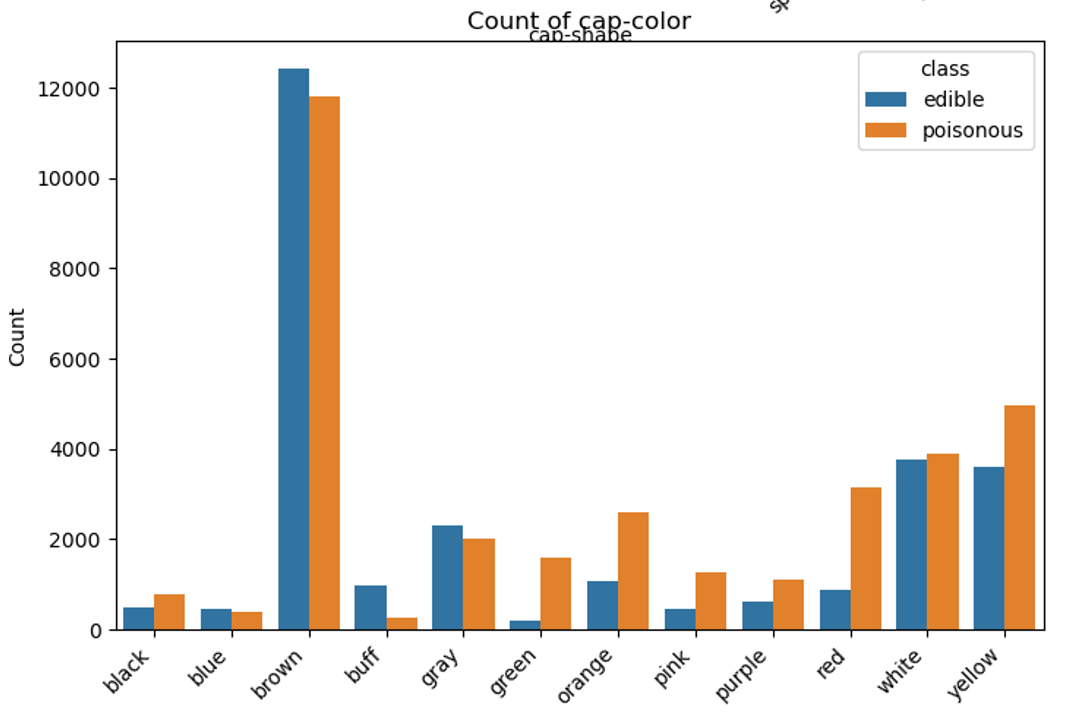 sp
Count of cap-color
cap-shape
class
edible
poisonous
Count
12000
10000
8000
6000
4000
2000
0
black
blue
brown
buff
gray
green
orange
pink
purple
red
white
yellow